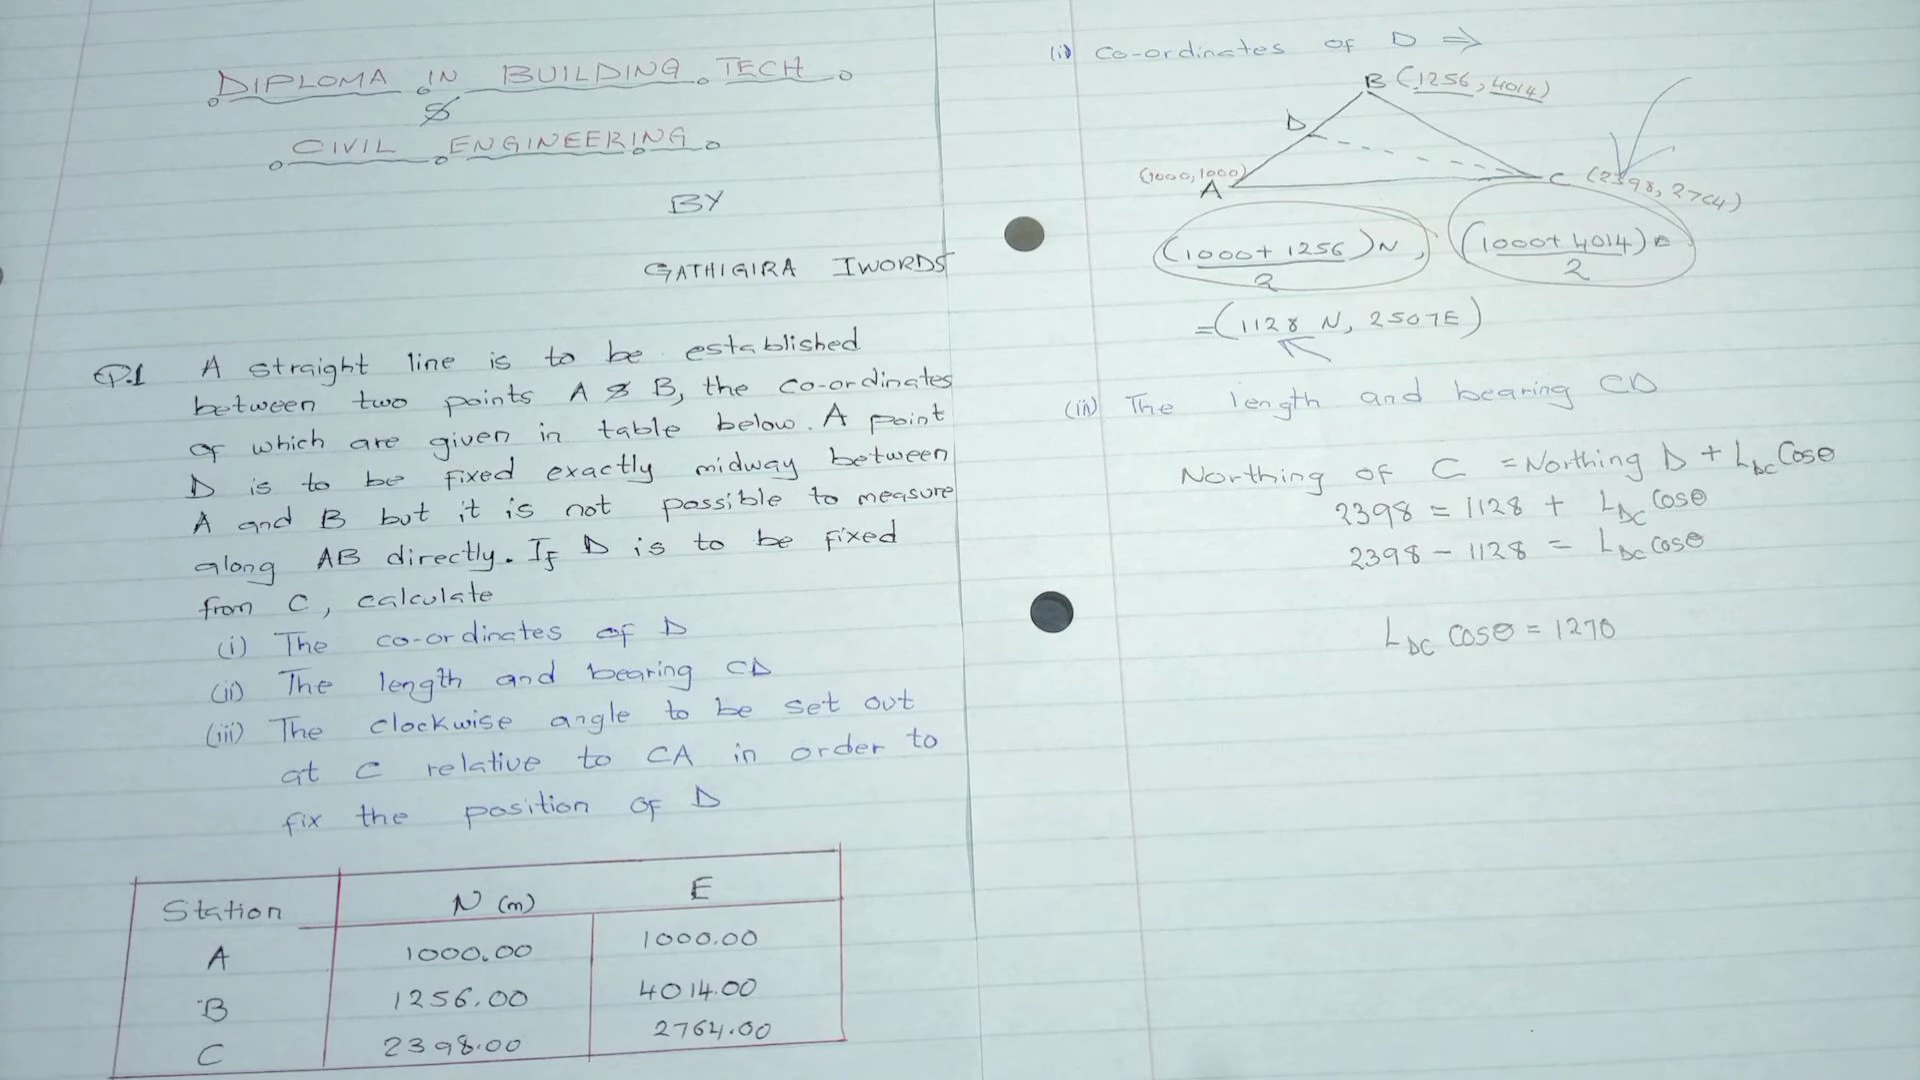 DIPLOMA IN BUILDING TECH
&
CIVIL ENGINEERING
BY
GATHIGIRA IWORDS
Q.1 A straight line is to be established
between two points A & B, the co-ordinates
of which are given in table below. A point
D is to be fixed exactly midway between
A and B but it is not possible to measure
along AB directly. If D is to be fixed
from C, calculate
(i) The co-ordinates of D
(ii) The length and bearing CD
(iii) The clockwise angle to be set out
at C relative to CA in order to
fix the position of D
Station N (m) E
A 1000.00 1000.00
B 1256.00 4014.00
C 2398.00 2764.00
(i) Co-ordinates of D ⇒
B (1256, 4014)
D
(1000, 1000)
A
C (2398, 2764)
(1000 + 1256)N, (1000 + 4014)E
2 2
= (1128 N, 2507E)
(ii) The length and bearing CD
Northing of C = Northing D + LDC Cosθ
2398 = 1128 + LDC Cosθ
2398 - 1128 = LDC Cosθ
LDC Cosθ = 1270